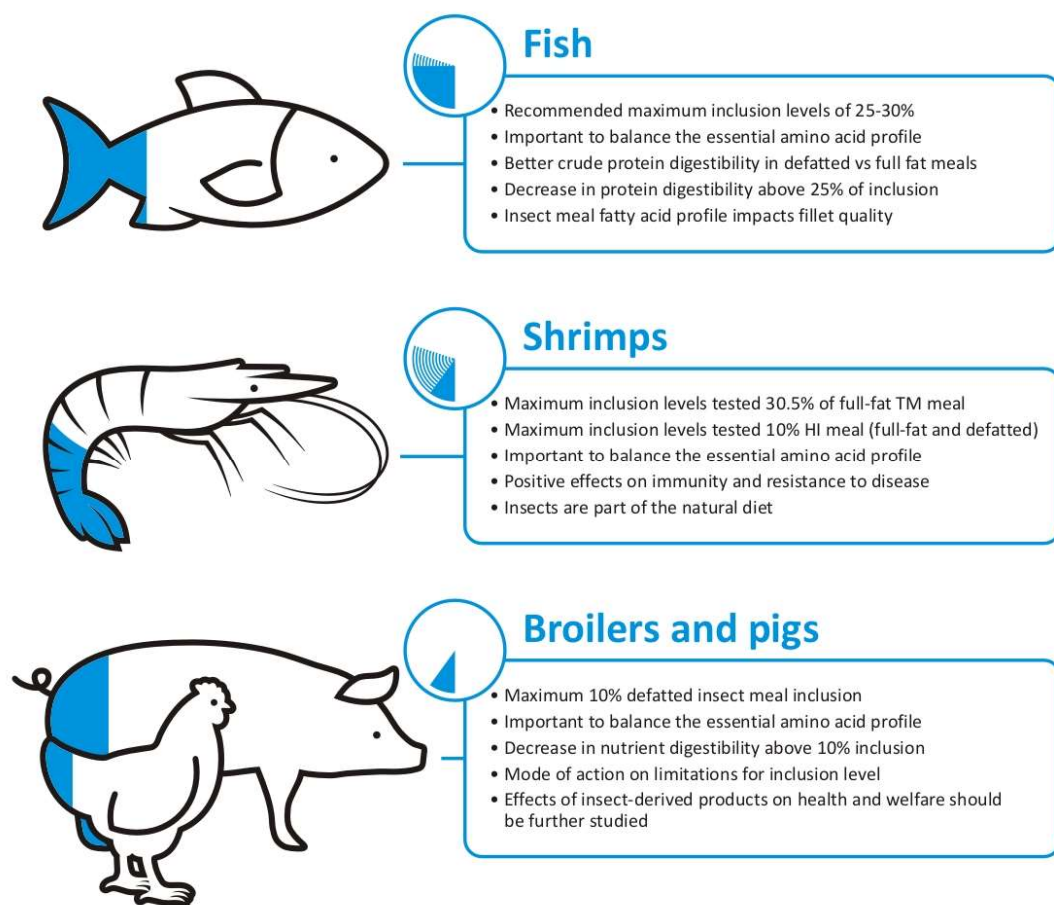 Fish
• Recommended maximum inclusion levels of 25-30%
• Important to balance the essential amino acid profile
• Better crude protein digestibility in defatted vs full fat meals
• Decrease in protein digestibility above 25% of inclusion
• Insect meal fatty acid profile impacts fillet quality
Shrimps
• Maximum inclusion levels tested 30.5% of full-fat TM meal
• Maximum inclusion levels tested 10% HI meal (full-fat and defatted)
• Important to balance the essential amino acid profile
• Positive effects on immunity and resistance to disease
• Insects are part of the natural diet
Broilers and pigs
• Maximum 10% defatted insect meal inclusion
• Important to balance the essential amino acid profile
• Decrease in nutrient digestibility above 10% inclusion
• Mode of action on limitations for inclusion level
• Effects of insect-derived products on health and welfare should
be further studied